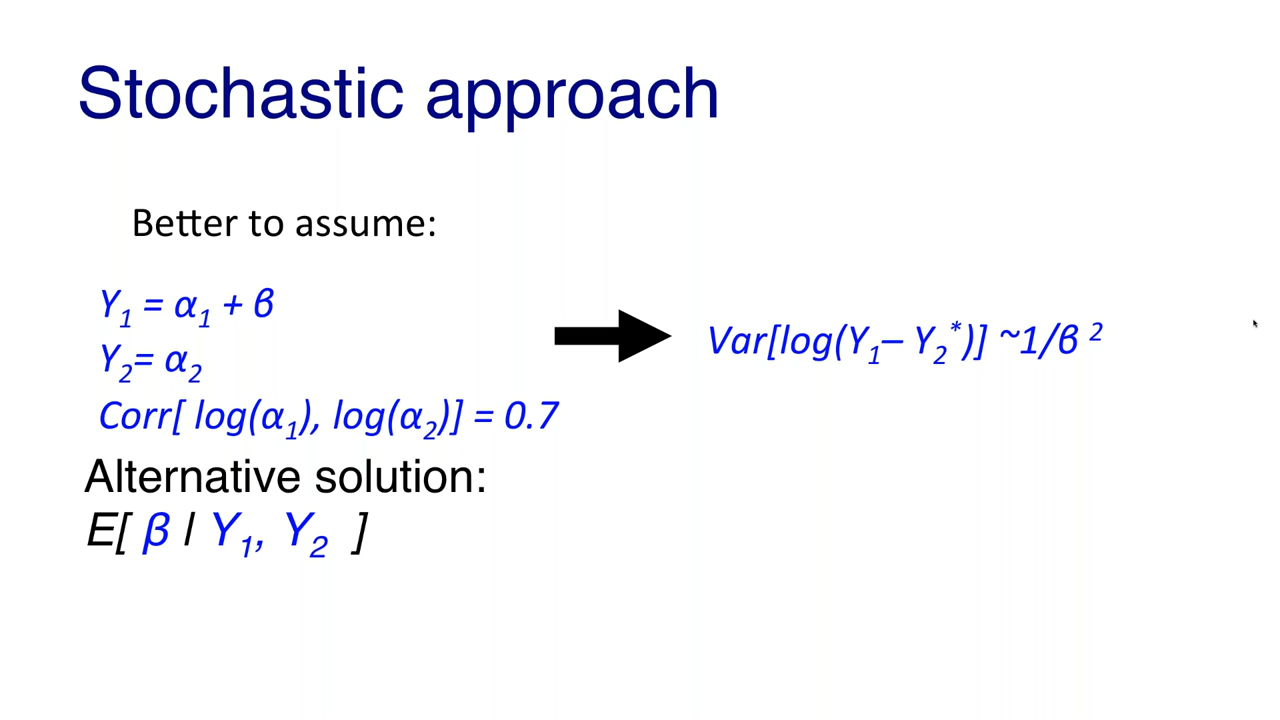 Stochastic approach
Better to assume:
Y₁ = α₁ + β
Y₂= α₂
Corr[ log(α₁), log(α₂)] = 0.7
Var[log(Y₁– Y₂*)] ~1/β ²
Alternative solution:
E[ β | Y₁, Y₂ ]